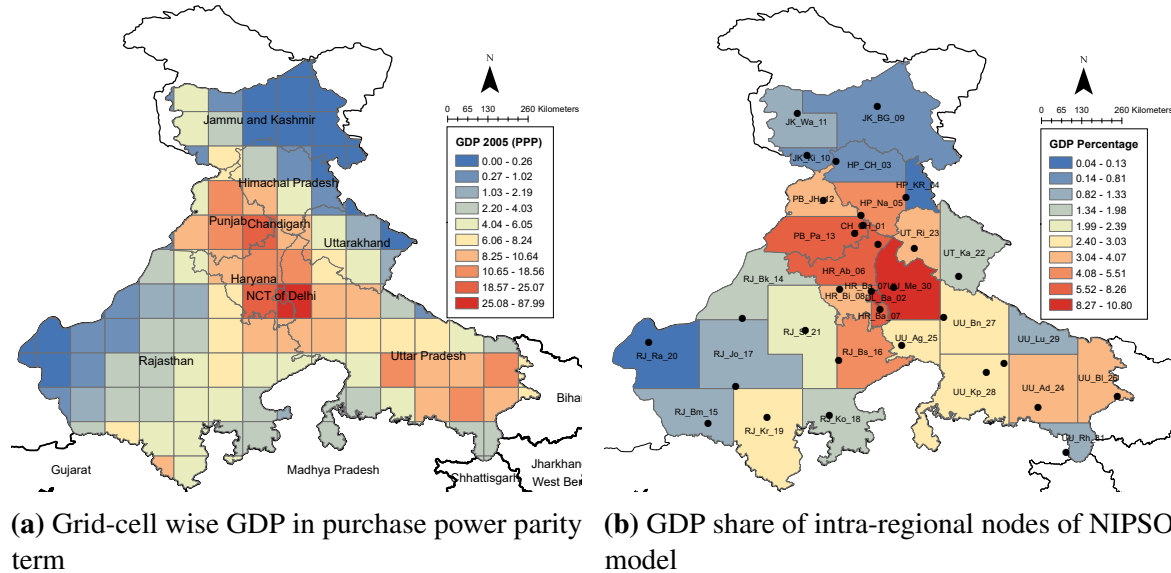 N
0 65 130 260 Kilometers
GDP 2005 (PPP)
0.00 - 0.26
0.27 - 1.02
1.03 - 2.19
2.20 - 4.03
4.04 - 6.05
6.06 - 8.24
8.25 - 10.64
10.65 - 18.56
18.57 - 25.07
25.08 - 87.99
Jammu and Kashmir
Himachal Pradesh
Punjab
Chandigarh
Uttarakhand
Haryana
NCT of Delhi
Rajasthan
Uttar Pradesh
Bihar
Gujarat
Madhya Pradesh
Jharkhand
Chhattisgarh
West Ben
N
0 65 130 260 Kilometers
GDP Percentage
0.04 - 0.13
0.14 - 0.81
0.82 - 1.33
1.34 - 1.98
1.99 - 2.39
2.40 - 3.03
3.04 - 4.07
4.08 - 5.51
5.52 - 8.26
8.27 - 10.80
JK_BG_09
JK_Wa_11
JK_Ki_10
HP_CH_03
HP_KR_04
PB_JH_12
HP_Na_05
CH_CH_01
PB_Pa_13
UT_Ri_23
UT_Ka_22
HR_Ab_06
RJ_Bk_14
HR_Ba_07
UU_Me_30
HR_Bi_08
DL_Ba_02
HR_Ba_07
UU_Bn_27
RJ_Si_21
UU_Ag_25
UU_Lu_29
RJ_Ra_20
RJ_Jo_17
RJ_Bs_16
UU_Kp_28
UU_Ad_24
UU_Bl_26
RJ_Bm_15
RJ_Kr_19
RJ_Ko_18
UU_Rh_31
(a) Grid-cell wise GDP in purchase power parity
term
(b) GDP share of intra-regional nodes of NIPSO
model